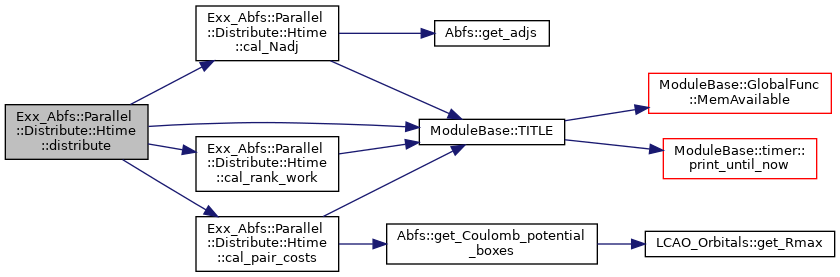 Exx_Abfs::Parallel
::Distribute::Htime
::distribute
Exx_Abfs::Parallel
::Distribute::Htime
::cal_Nadj
Abfs::get_adjs
ModuleBase::TITLE
ModuleBase::GlobalFunc
::MemAvailable
ModuleBase::timer::
print_until_now
Exx_Abfs::Parallel
::Distribute::Htime
::cal_rank_work
Exx_Abfs::Parallel
::Distribute::Htime
::cal_pair_costs
Abfs::get_Coulomb_potential
_boxes
LCAO_Orbitals::get_Rmax